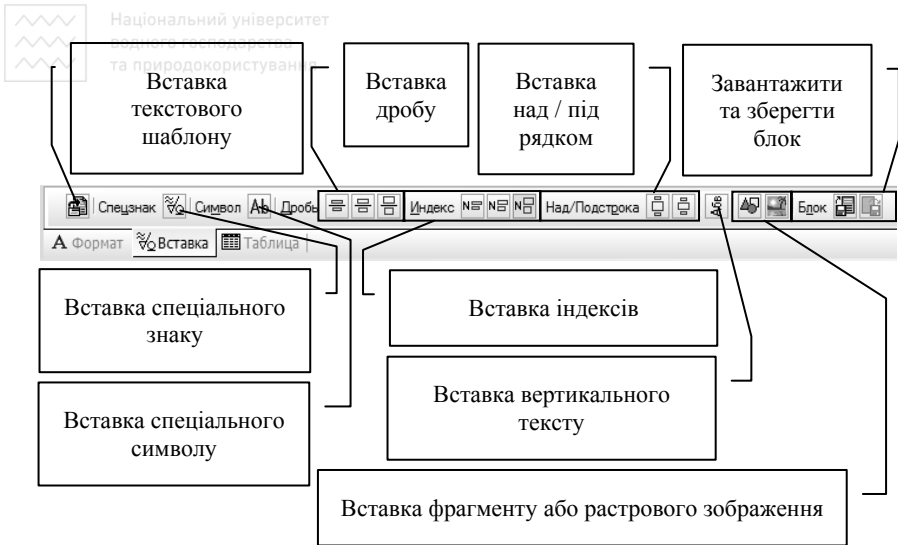 Національний університет
водного господарства
та природокористування
Вставка
текстового
шаблону
Вставка
дробу
Вставка
над / під
рядком
Завантажити
та зберегти
блок
Спецзнак Символ Ab Дробь Индекс N N N Над/Подстрока АБВ Блок
A Формат Вставка Таблица
Вставка спеціального
знаку
Вставка індексів
Вставка спеціального
символу
Вставка вертикального
тексту
Вставка фрагменту або растрового зображення